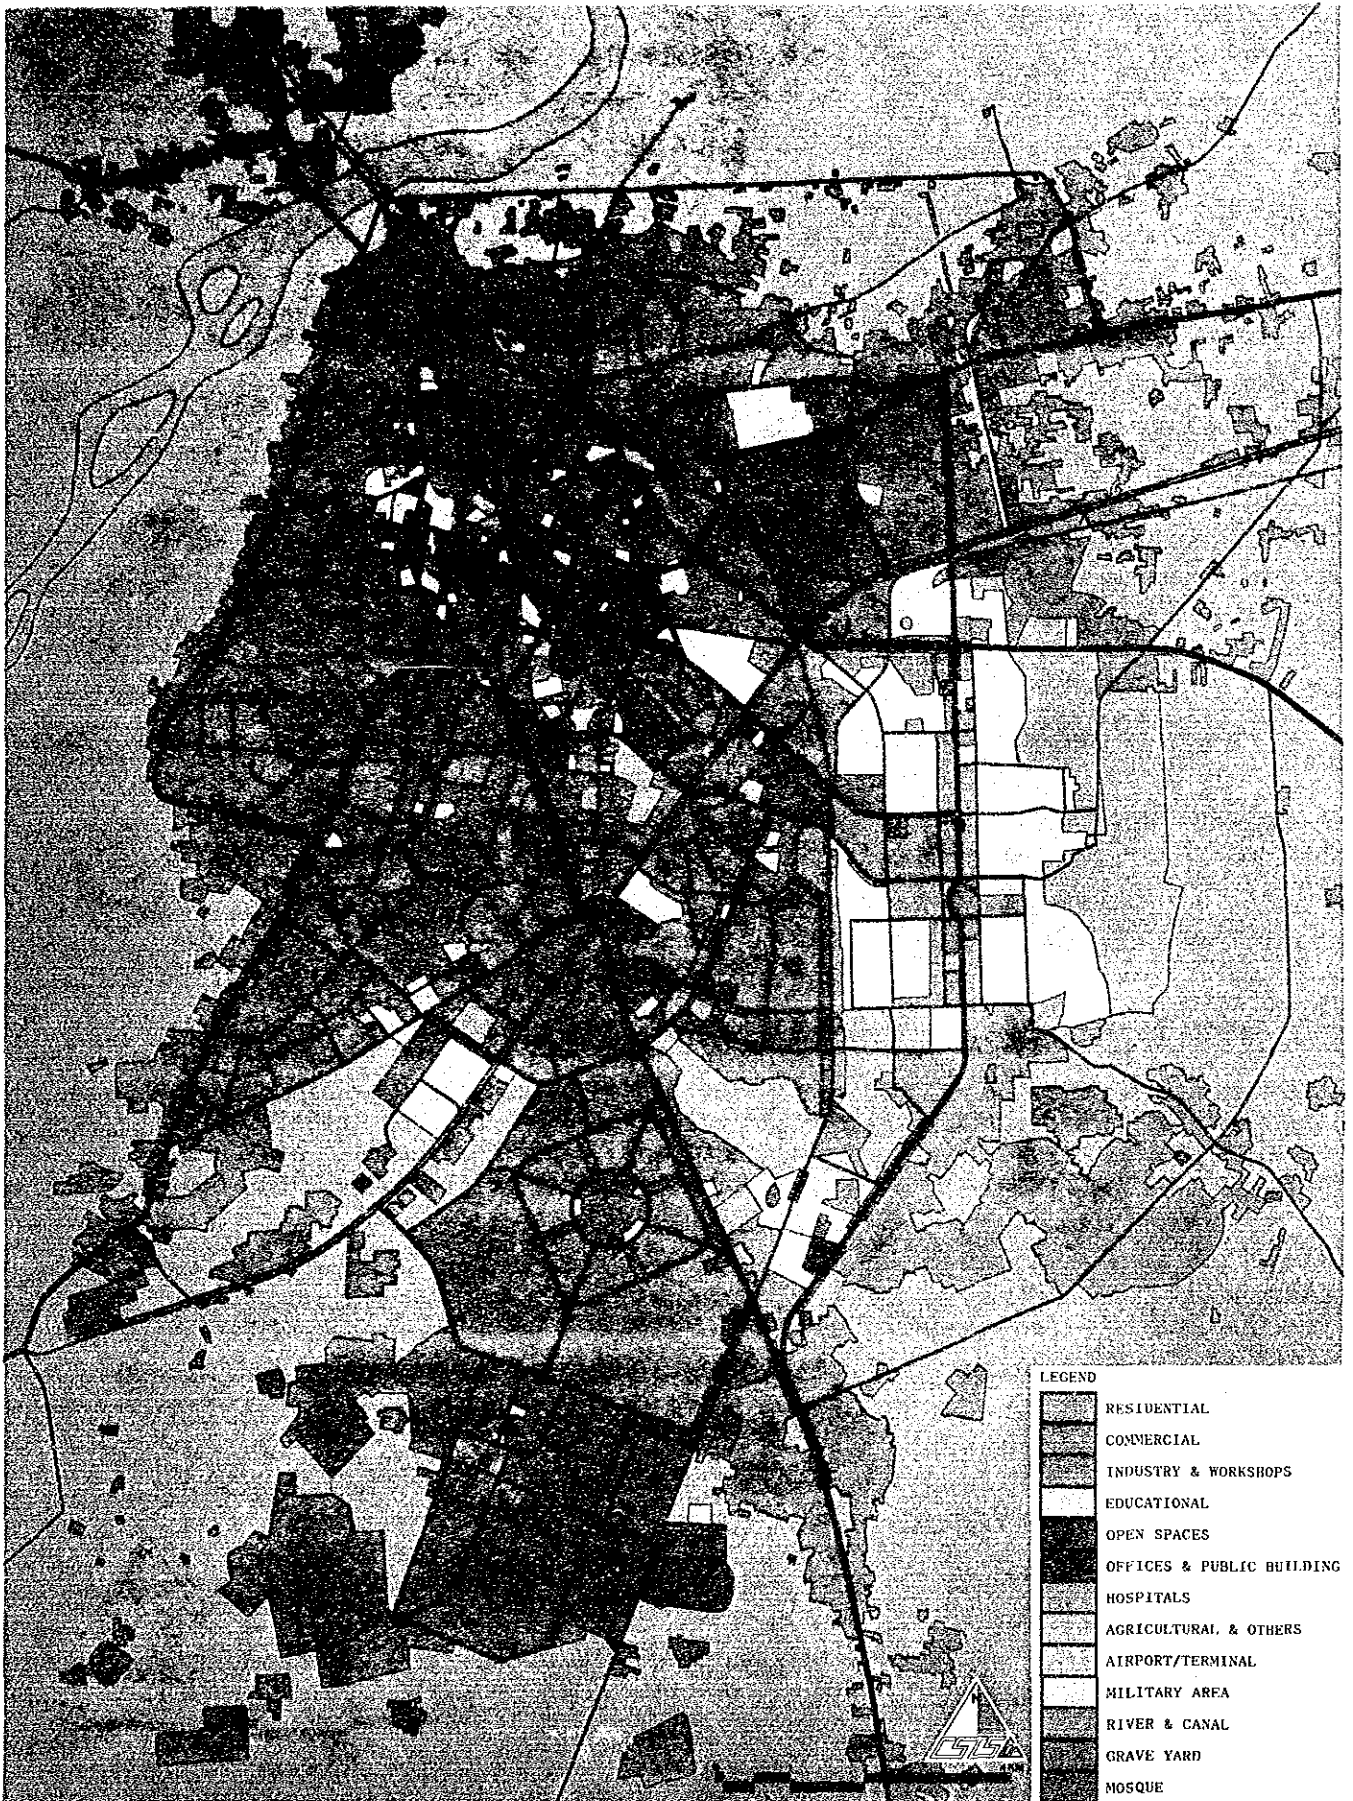 LEGEND
RESIDENTIAL
COMMERCIAL
INDUSTRY & WORKSHOPS
EDUCATIONAL
OPEN SPACES
OFFICES & PUBLIC BUILDING
HOSPITALS
AGRICULTURAL & OTHERS
AIRPORT/TERMINAL
MILITARY AREA
RIVER & CANAL
GRAVE YARD
MOSQUE